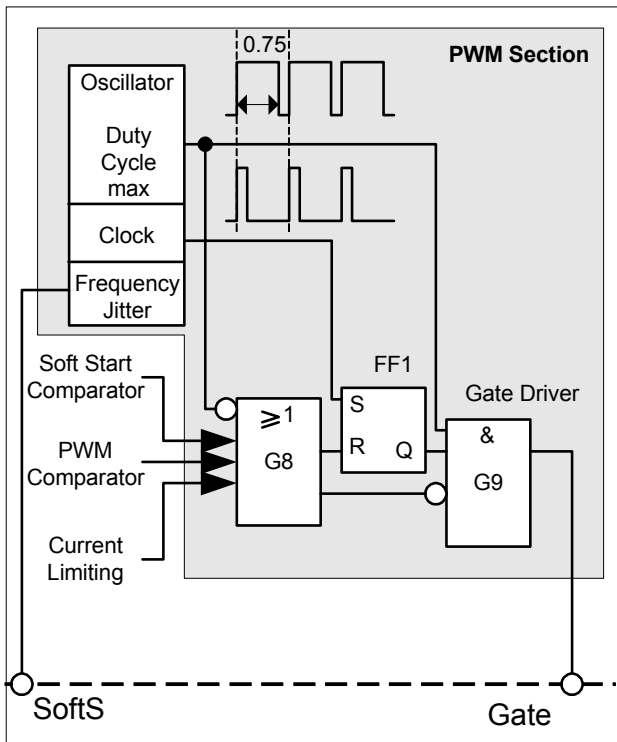 0.75
PWM Section
Oscillator
Duty
Cycle
max
Clock
Frequency
Jitter
Soft Start
Comparator
PWM
Comparator
Current
Limiting
≥1
G8
FF1
S
R
Q
Gate Driver
&
G9
SoftS
Gate